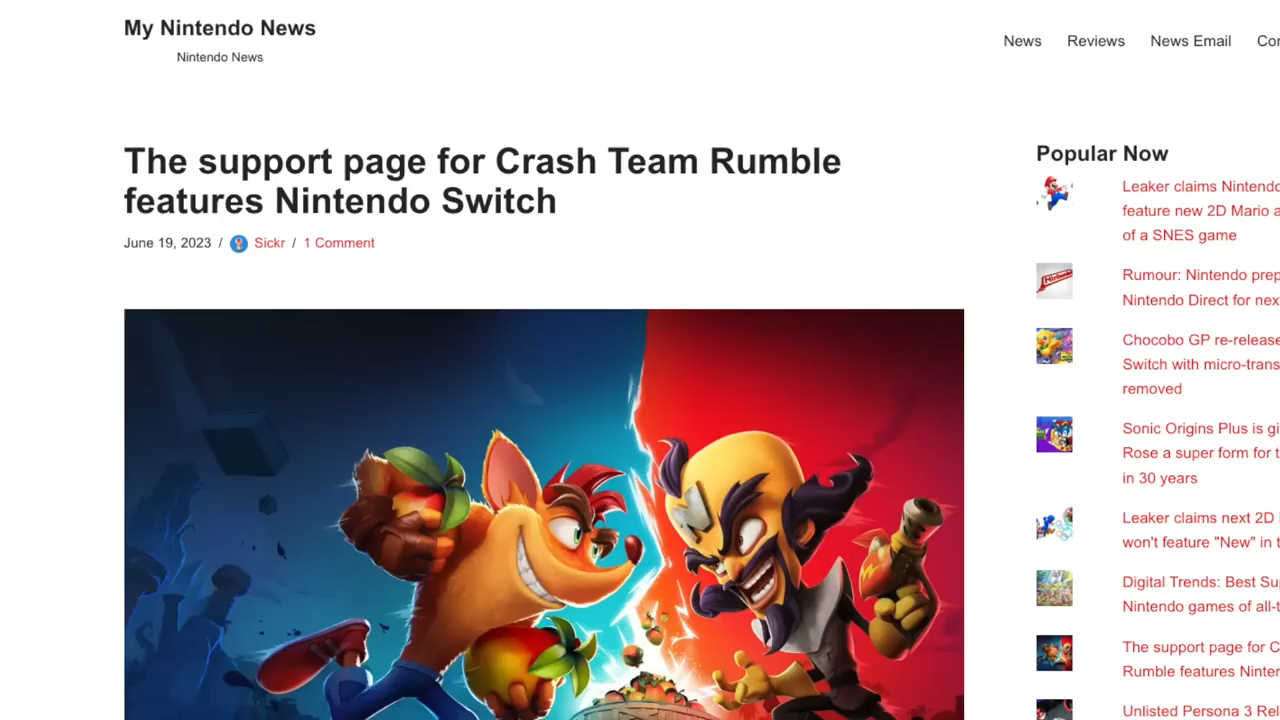 My Nintendo News
Nintendo News
News Reviews News Email
The support page for Crash Team Rumble
features Nintendo Switch
June 19, 2023 / Sickr / 1 Comment
Popular Now
Leaker claims Nintendo
feature new 2D Mario a
of a SNES game
Rumour: Nintendo prep
Nintendo Direct for nex
Chocobo GP re-release
Switch with micro-trans
removed
Sonic Origins Plus is gi
Rose a super form for t
in 30 years
Leaker claims next 2D
won't feature "New" in t
Digital Trends: Best Su
Nintendo games of all-t
The support page for C
Rumble features Ninten
Unlisted Persona 3 Rel